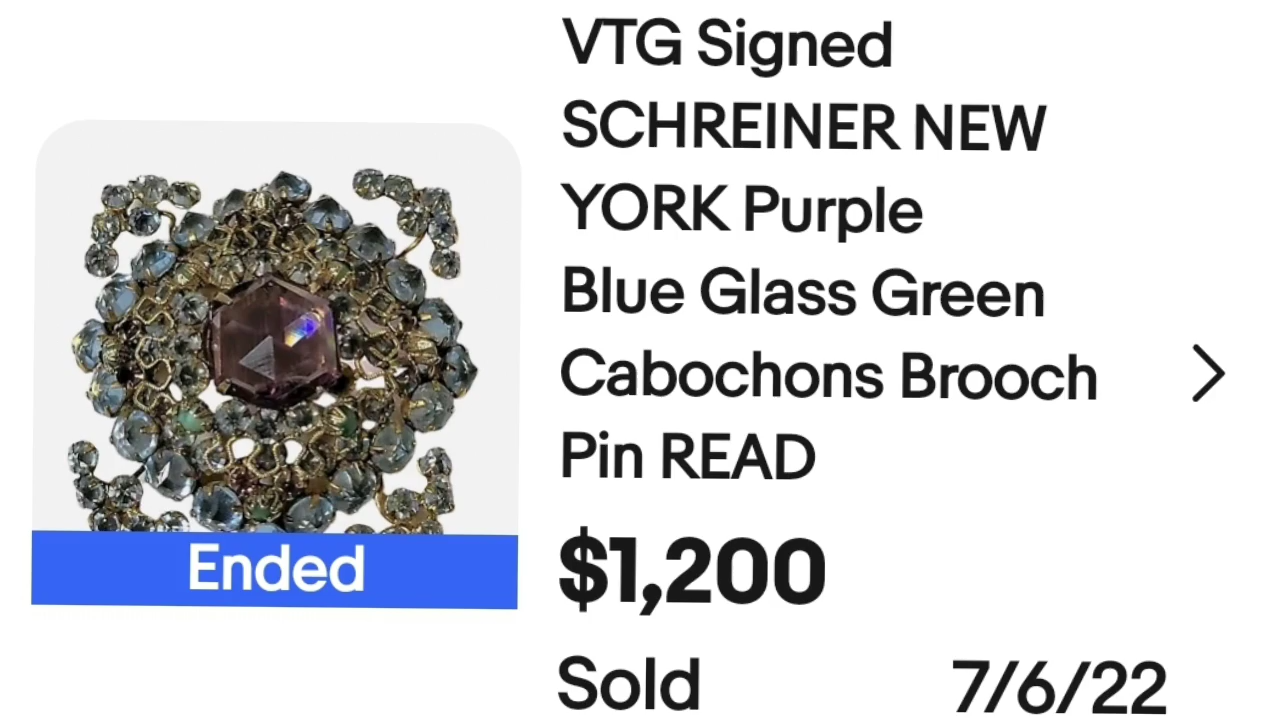 VTG Signed
SCHREINER NEW
YORK Purple
Blue Glass Green
Cabochons Brooch
Pin READ
Ended
$1,200
Sold 7/6/22